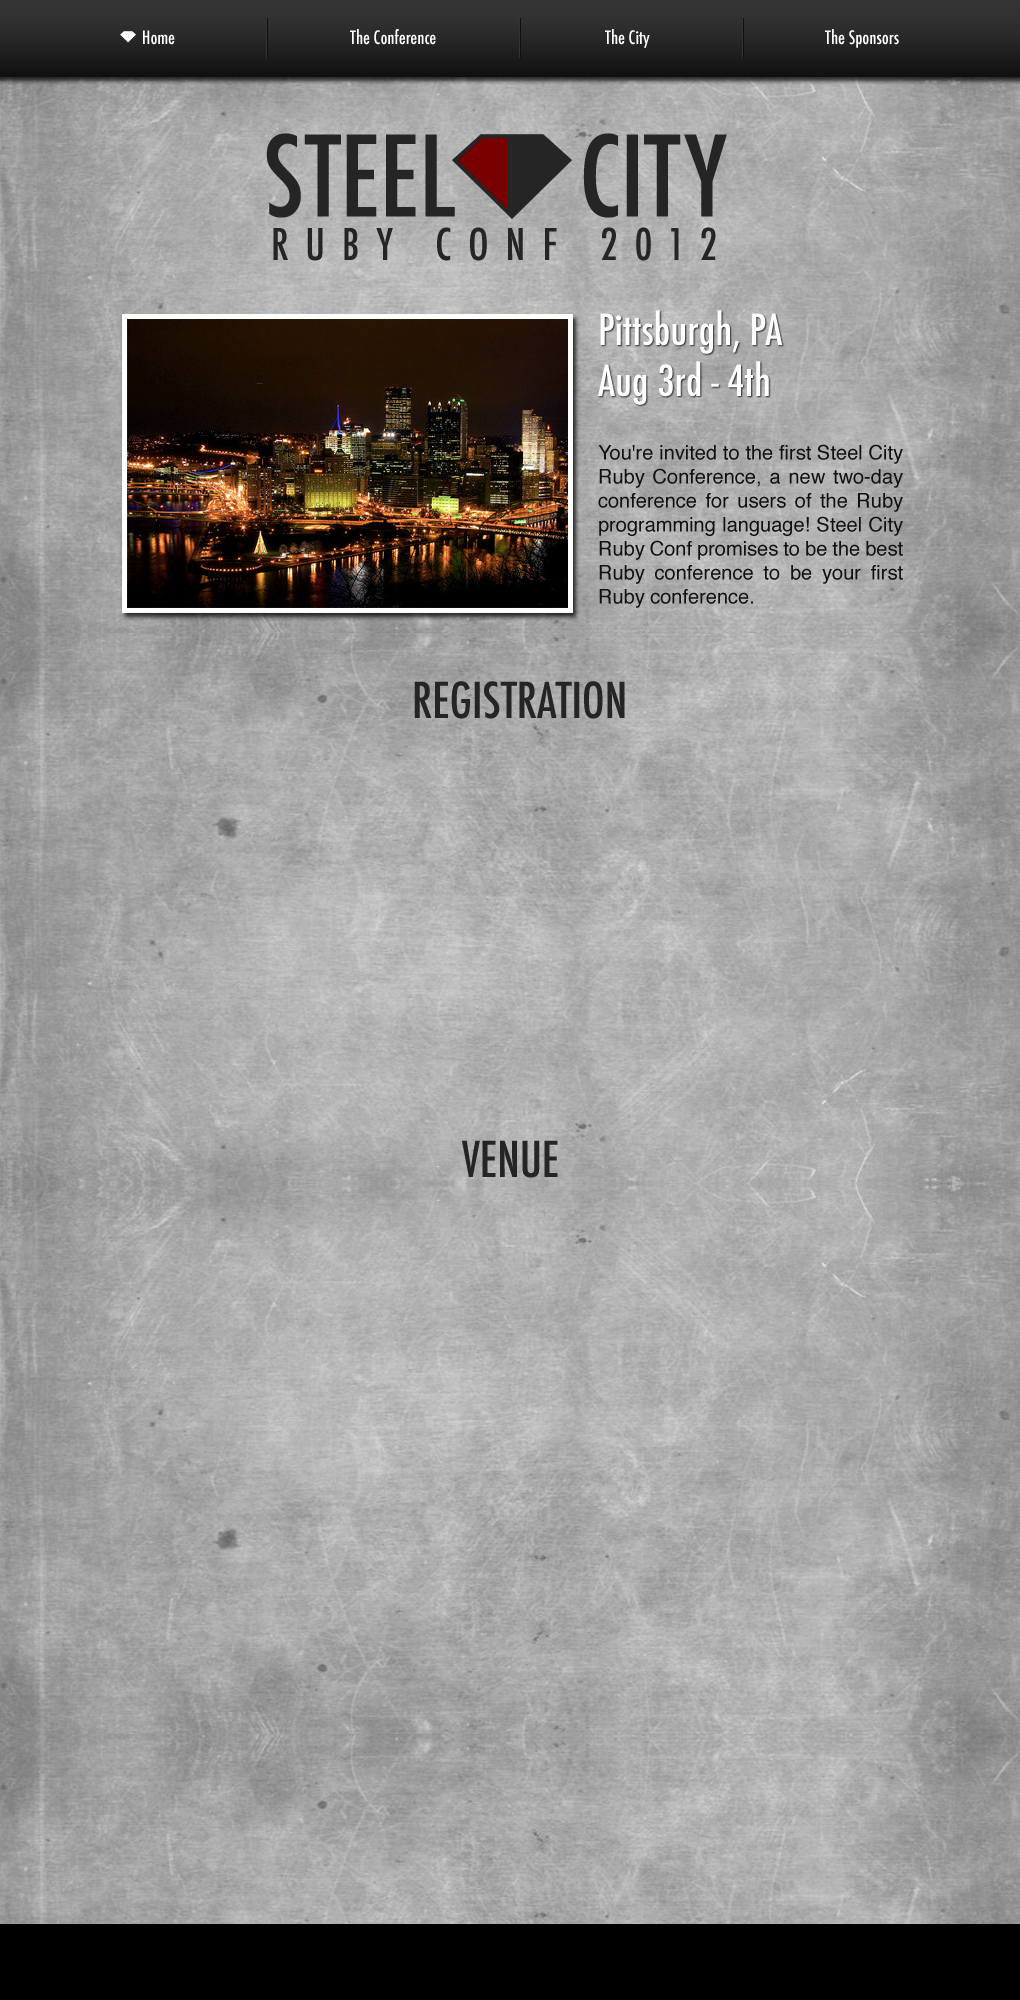 Home
The Conference
The City
The Sponsors
STEEL CITY
RUBY CONF 2012
Pittsburgh, PA
Aug 3rd - 4th
You're invited to the first Steel City
Ruby Conference, a new two-day
conference for users of the Ruby
programming language! Steel City
Ruby Conf promises to be the best
Ruby conference to be your first
Ruby conference.
REGISTRATION
VENUE